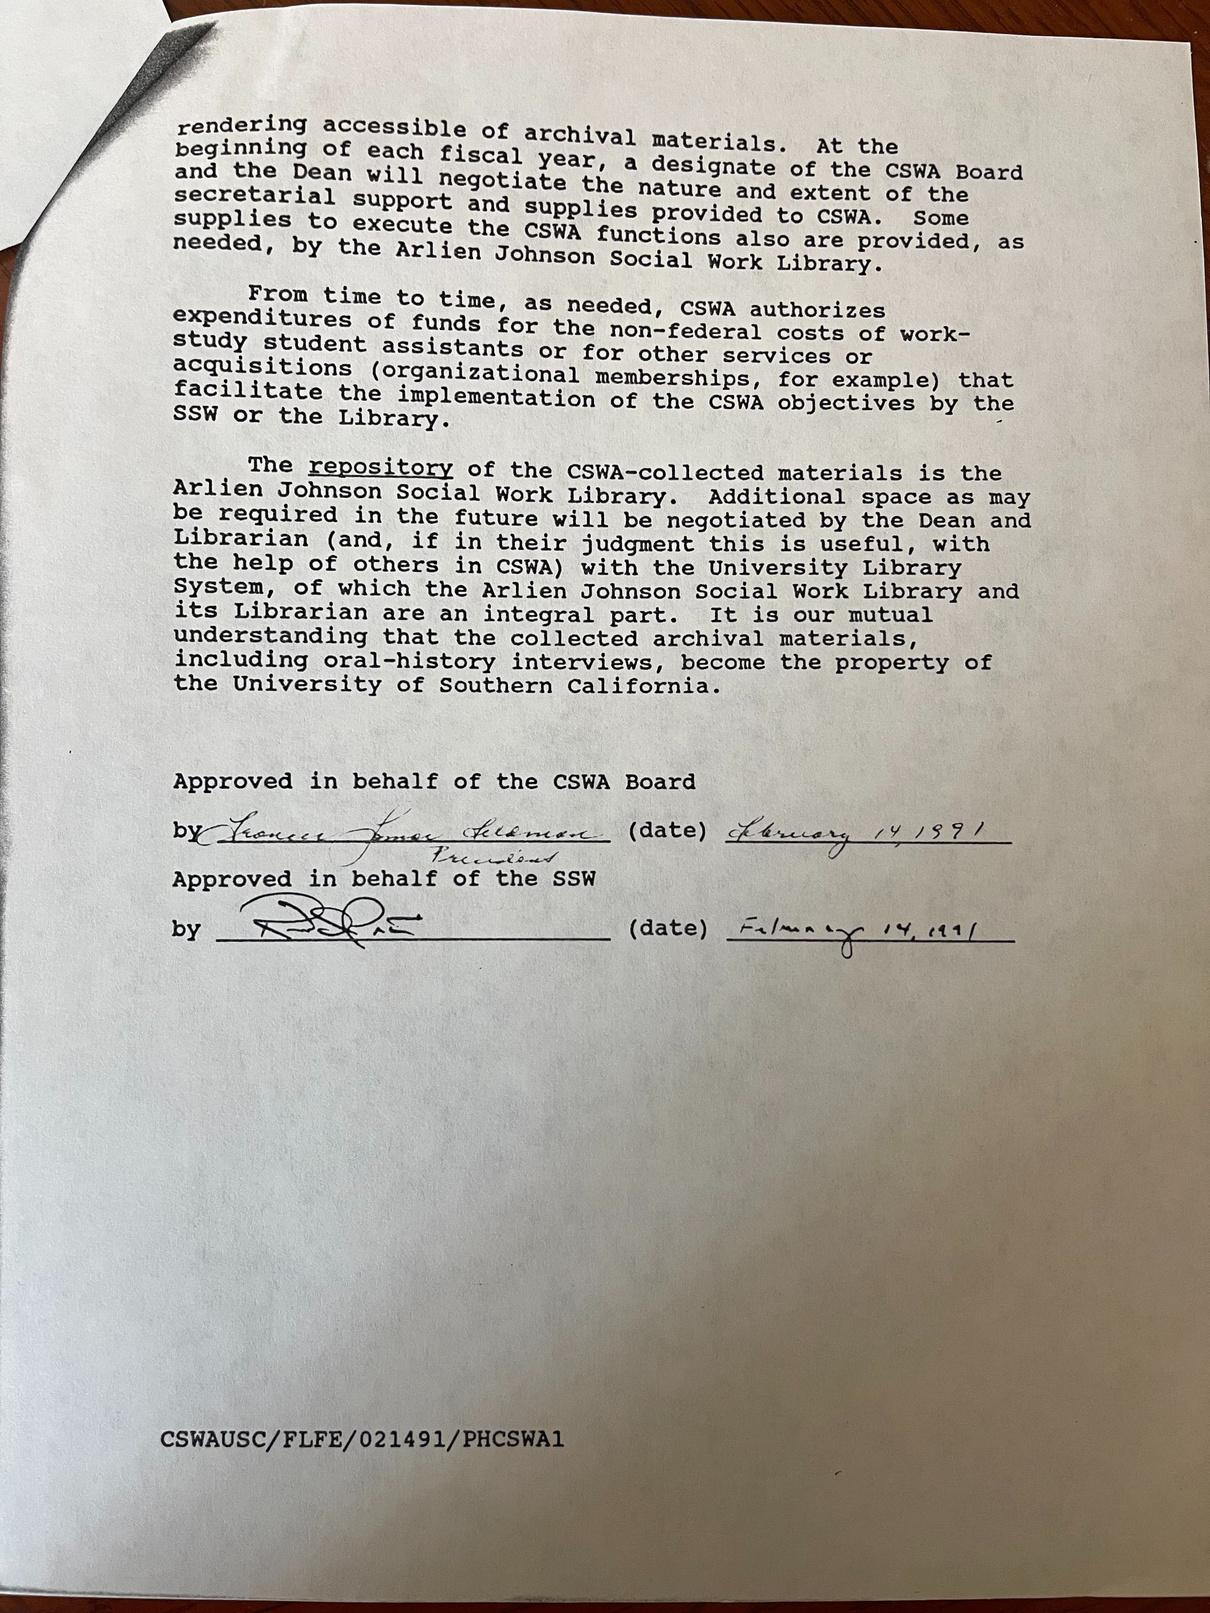 rendering accessible of archival materials.  At the
beginning of each fiscal year, a designate of the CSWA Board
and the Dean will negotiate the nature and extent of the
secretarial support and supplies provided to CSWA.  Some
supplies to execute the CSWA functions also are provided, as
needed, by the Arlien Johnson Social Work Library.
From time to time, as needed, CSWA authorizes
expenditures of funds for the non-federal costs of work-
study student assistants or for other services or
acquisitions (organizational memberships, for example) that
facilitate the implementation of the CSWA objectives by the
SSW or the Library.
The repository of the CSWA-collected materials is the
Arlien Johnson Social Work Library.  Additional space as may
be required in the future will be negotiated by the Dean and
Librarian (and, if in their judgment this is useful, with
the help of others in CSWA) with the University Library
System, of which the Arlien Johnson Social Work Library and
its Librarian are an integral part.  It is our mutual
understanding that the collected archival materials,
including oral-history interviews, become the property of
the University of Southern California.
Approved in behalf of the CSWA Board
by Frances Lomas Feldman (date) February 14, 1991
President
Approved in behalf of the SSW
by (date) February 14, 1991
CSWAUSC/FLFE/021491/PHCSWA1